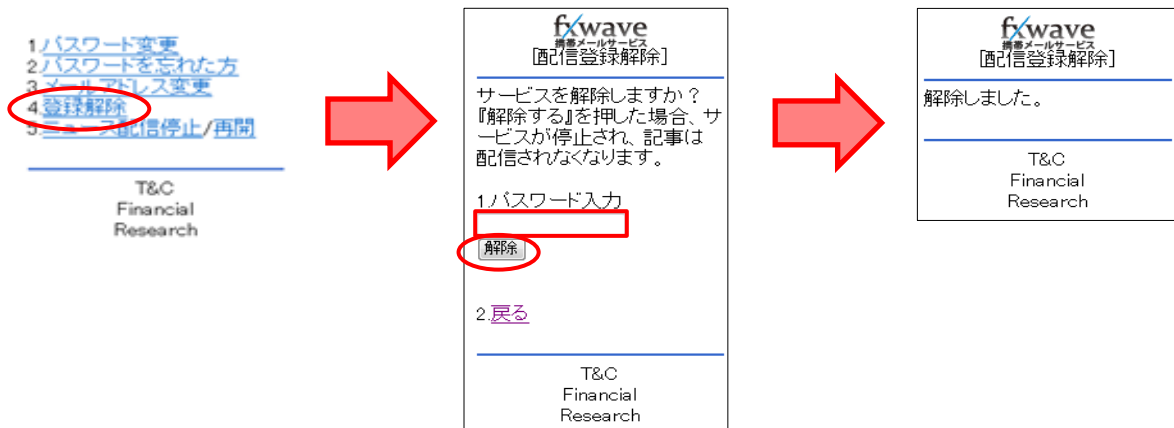 1.パスワード変更
2.パスワードを忘れた方
3.メールアドレス変更
4.登録解除
5.ニュース配信停止/再開
T&C
Financial
Research
fxwave
携帯メールサービス
[配信登録解除]
サービスを解除しますか？
『解除する』を押した場合、サ
ービスが停止され、記事は
配信されなくなります。
1.パスワード入力
解除
2.戻る
T&C
Financial
Research
fxwave
携帯メールサービス
[配信登録解除]
解除しました。
T&C
Financial
Research